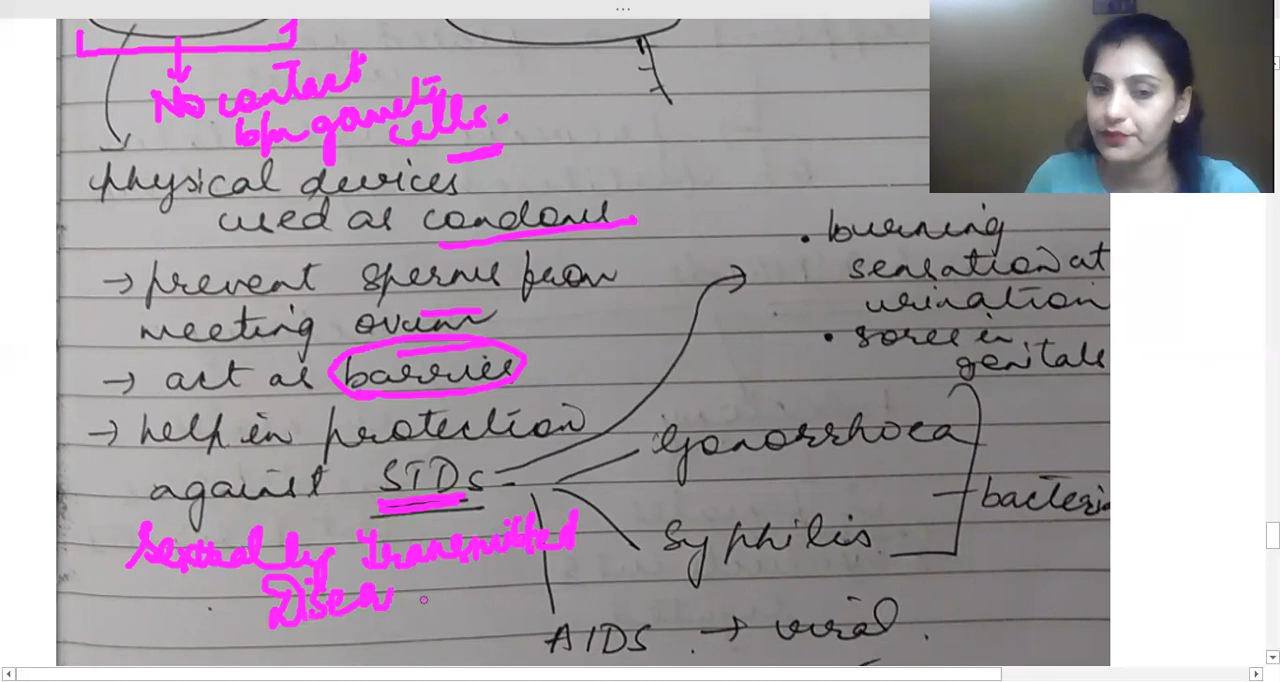 No contact
b/w gametic
cells.
physical devices
used as condoms
→ prevent sperms from
meeting ovum
→ act as barrier
→ help in protection
against STDs
Sexually Transmitted
Disea
• burning
sensation at
urination
• sores in
genitals
Gonorrhoea
Syphilis
bacteria
AIDS → viral.